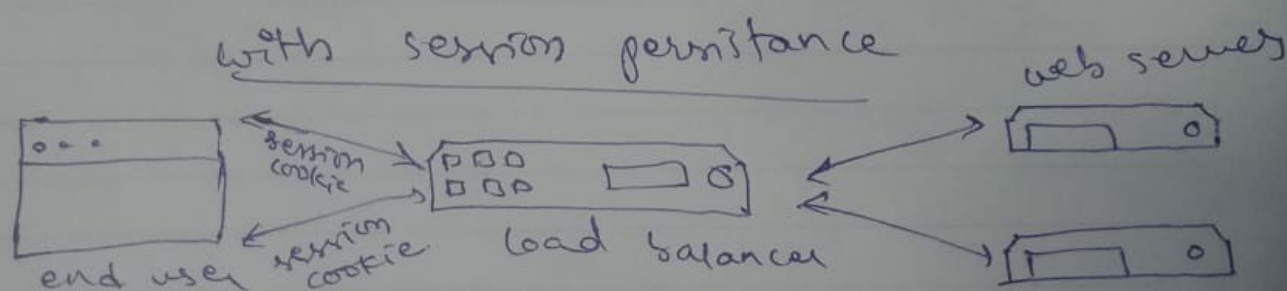 with session persistance
web server
session
cookie
session
cookie
load balancer
end user